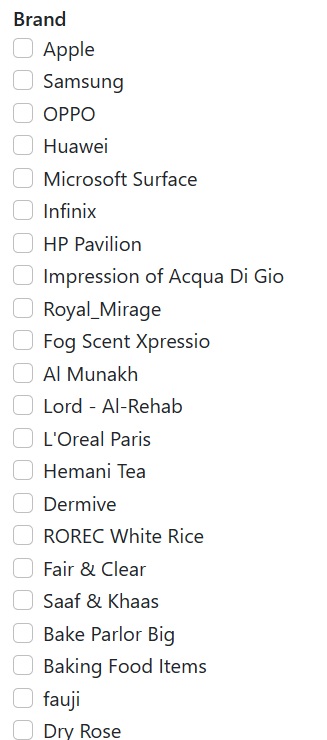 Brand
Apple
Samsung
OPPO
Huawei
Microsoft Surface
Infinix
HP Pavilion
Impression of Acqua Di Gio
Royal_Mirage
Fog Scent Xpressio
Al Munakh
Lord - Al-Rehab
L'Oreal Paris
Hemani Tea
Dermive
ROREC White Rice
Fair & Clear
Saaf & Khaas
Bake Parlor Big
Baking Food Items
fauji
Dry Rose